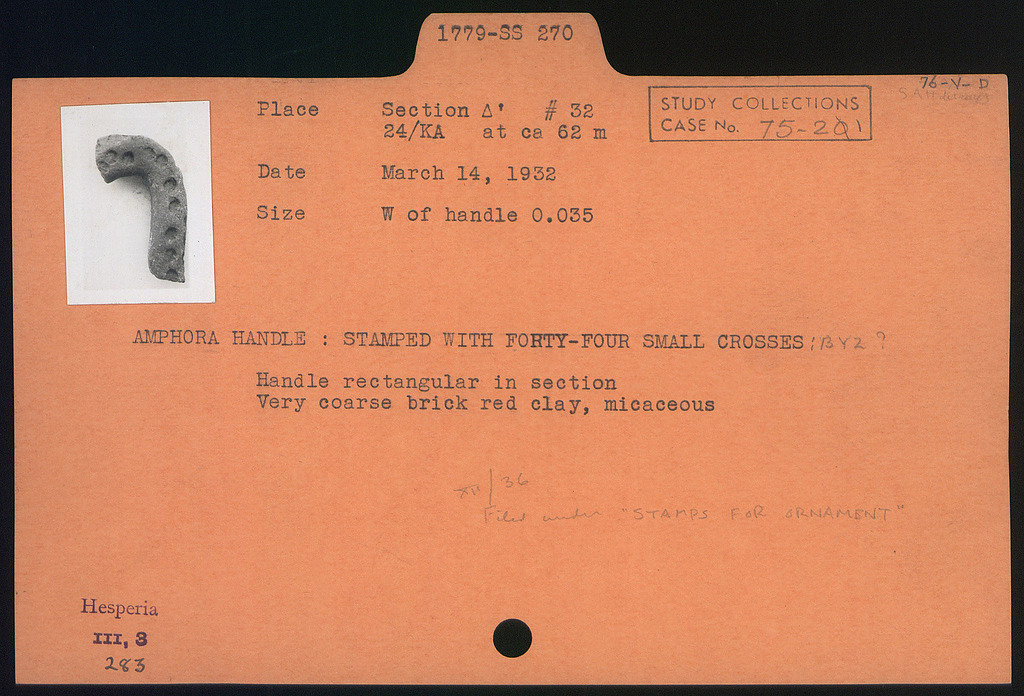 1779-SS 270
76-V-D
Place Section Δ' # 32
24/KA at ca 62 m
STUDY COLLECTIONS
CASE No. 75-201
Date March 14, 1932
Size W of handle 0.035
AMPHORA HANDLE : STAMPED WITH FORTY-FOUR SMALL CROSSES; BYZ ?
Handle rectangular in section
Very coarse brick red clay, micaceous
XII/36
Filed under "STAMPS FOR ORNAMENT"
Hesperia
III, 3
283